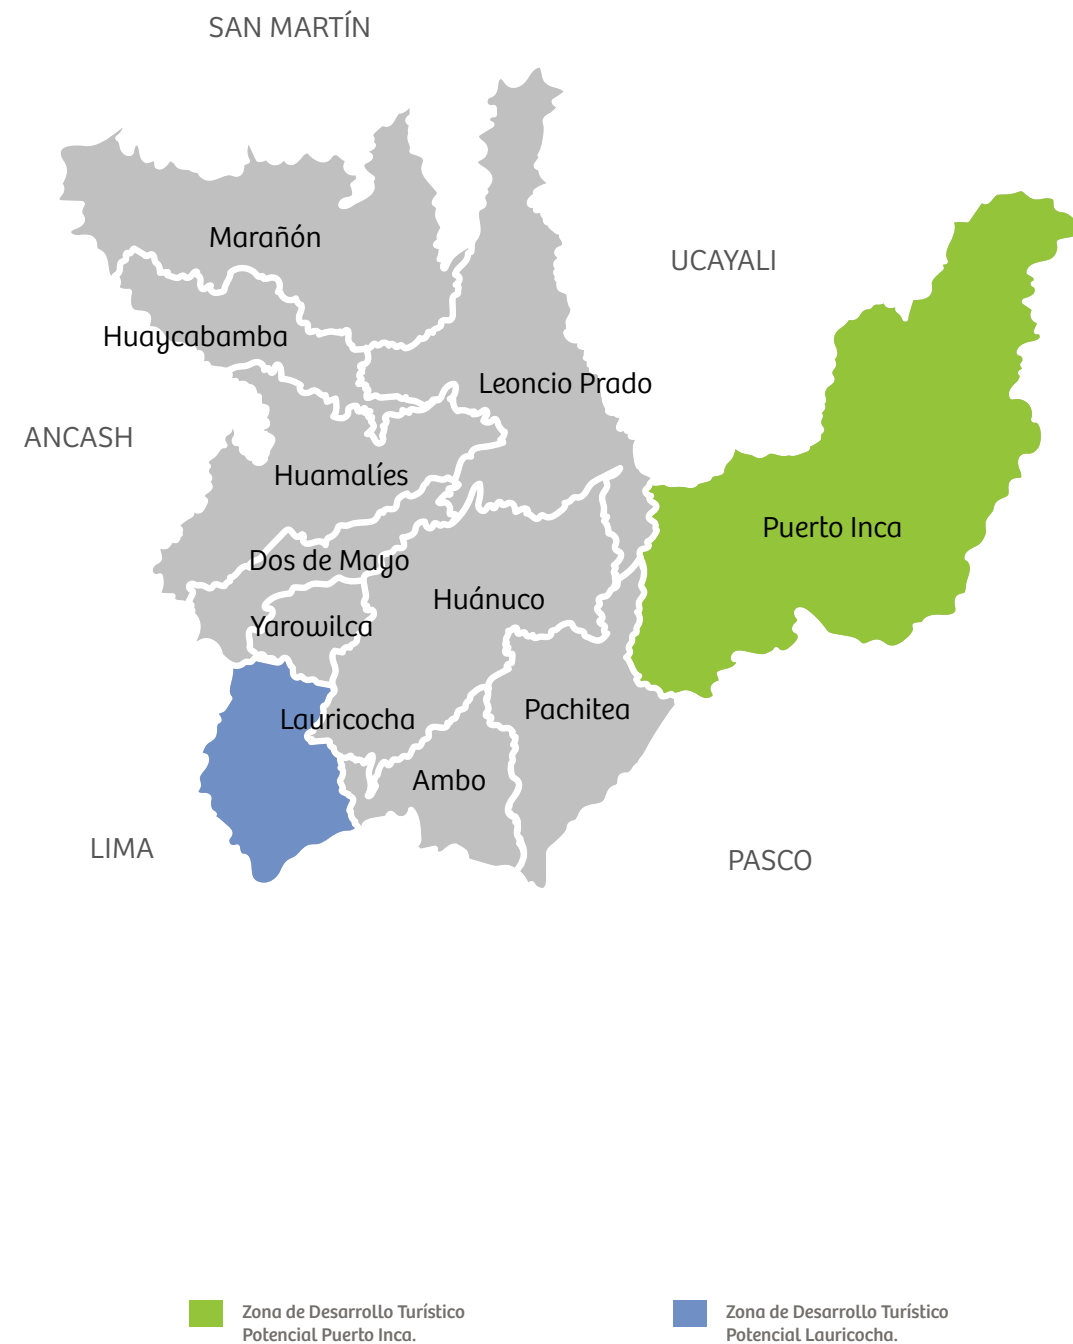 SAN MARTÍN
Marañón
UCAYALI
Huaycabamba
Leoncio Prado
ANCASH
Huamalíes
Puerto Inca
Dos de Mayo
Huánuco
Yarowilca
Pachitea
Lauricocha
Ambo
LIMA
PASCO
Zona de Desarrollo Turístico
Potencial Puerto Inca.
Zona de Desarrollo Turístico
Potencial Lauricocha.